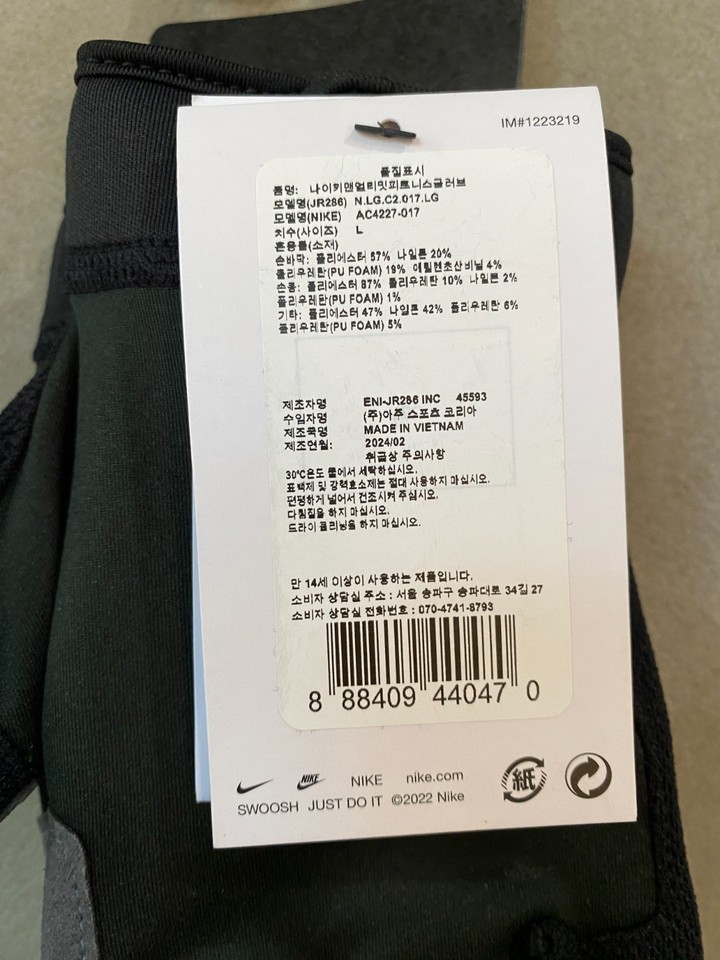 IM#1223219
품질표시
품명: 나이키맨얼티밋피트니스글러브
모델명(JR286) N.LG.C2.017.LG
모델명(NIKE) AC4227-017
치수(사이즈) L
혼용률(소재)
손바닥: 폴리에스터 57% 나일론 20%
폴리우레탄(PU FOAM) 19% 에틸렌초산비닐 4%
손등: 폴리에스터 87% 폴리우레탄 10% 나일론 2%
폴리우레탄(PU FOAM) 1%
기타: 폴리에스터 47% 나일론 42% 폴리우레탄 6%
폴리우레탄(PU FOAM) 5%
제조자명 ENI-JR286 INC 45593
수입자명 (주)아주 스포츠 코리아
제조국명 MADE IN VIETNAM
제조연월: 2024/02
취급상 주의사항
30℃온도 물에서 세탁하십시오.
표백제 및 강력효소제는 절대 사용하지 마십시오.
편평하게 널어서 건조시켜 주십시오.
다림질을 하지 마십시오.
드라이 클리닝을 하지 마십시오.
만 14세 이상이 사용하는 제품입니다.
소비자 상담실 주소 : 서울 송파구 송파대로 34길 27
소비자 상담실 전화번호 : 070-4741-8793
8 88409 44047 0
NIKE NIKE nike.com 紙
SWOOSH JUST DO IT ©2022 Nike